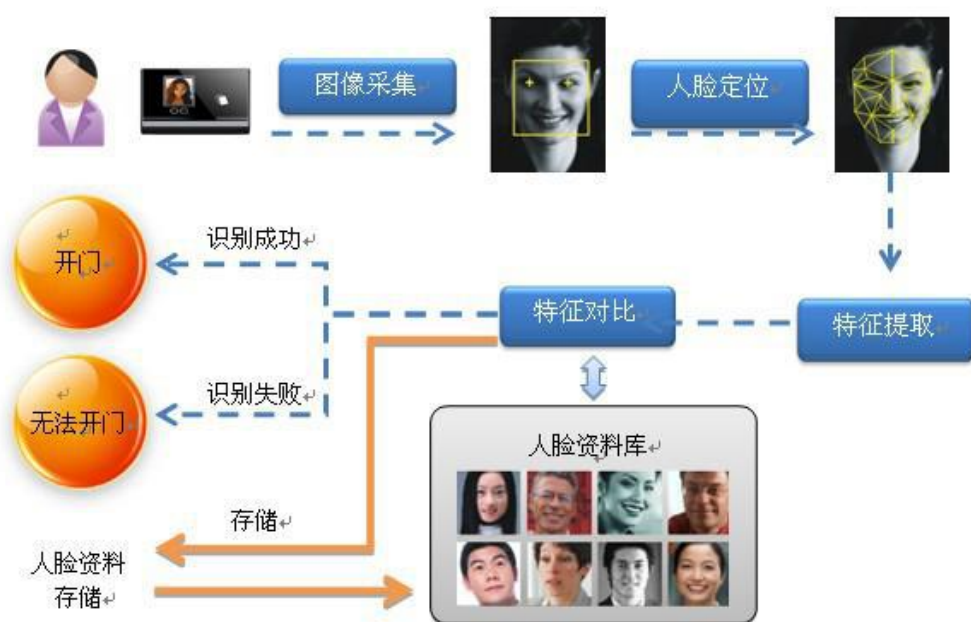 图像采集
人脸定位
开门
识别成功
特征对比
特征提取
无法开门
识别失败
人脸资料库
存储
人脸资料
存储